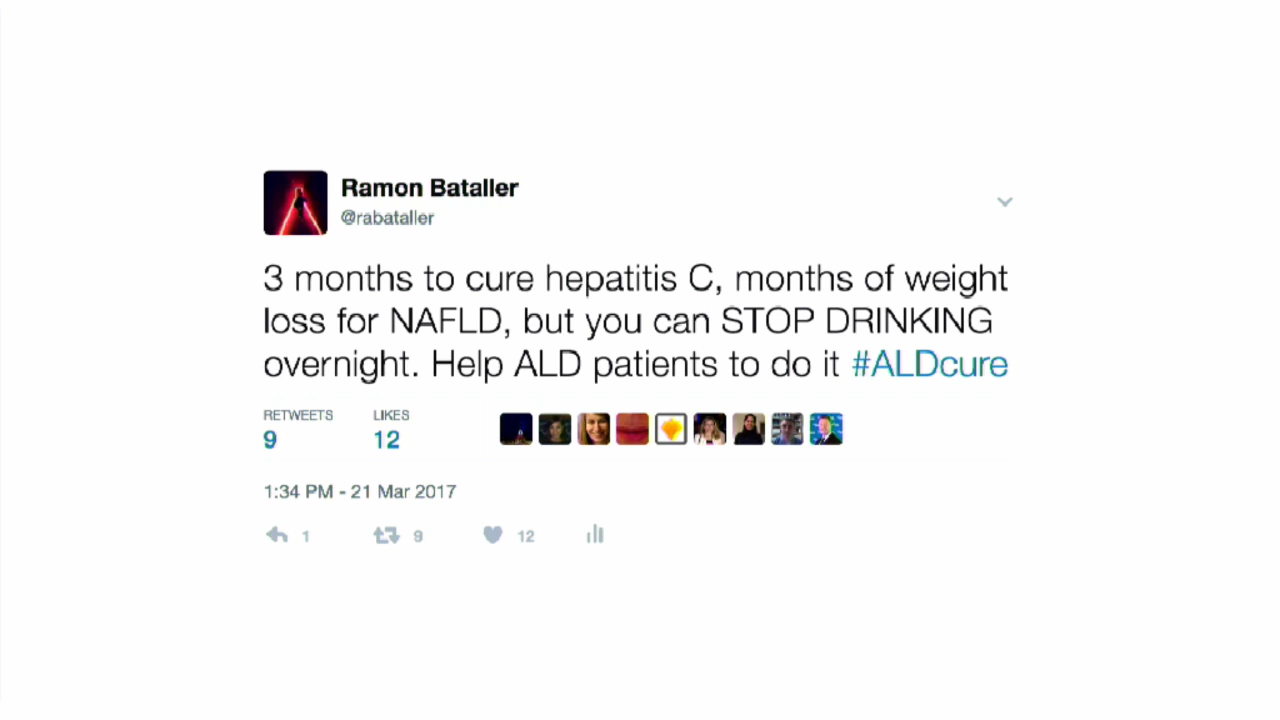 Ramon Bataller
@rabataller
3 months to cure hepatitis C, months of weight
loss for NAFLD, but you can STOP DRINKING
overnight. Help ALD patients to do it #ALDcure
RETWEETS LIKES
9 12
1:34 PM - 21 Mar 2017
1 9 12